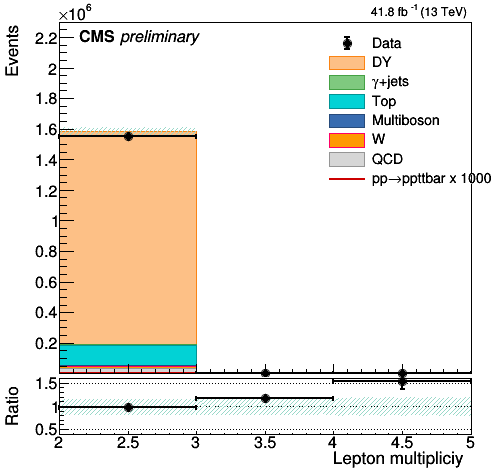 ×10⁶
41.8 fb⁻¹ (13 TeV)
CMS preliminary
Events
2.2
2
1.8
1.6
1.4
1.2
1
0.8
0.6
0.4
0.2
Data
DY
γ+jets
Top
Multiboson
W
QCD
pp→ppttbar x 1000
Ratio
1.5
1
0.5
2 2.5 3 3.5 4 4.5 5
Lepton multipliciy